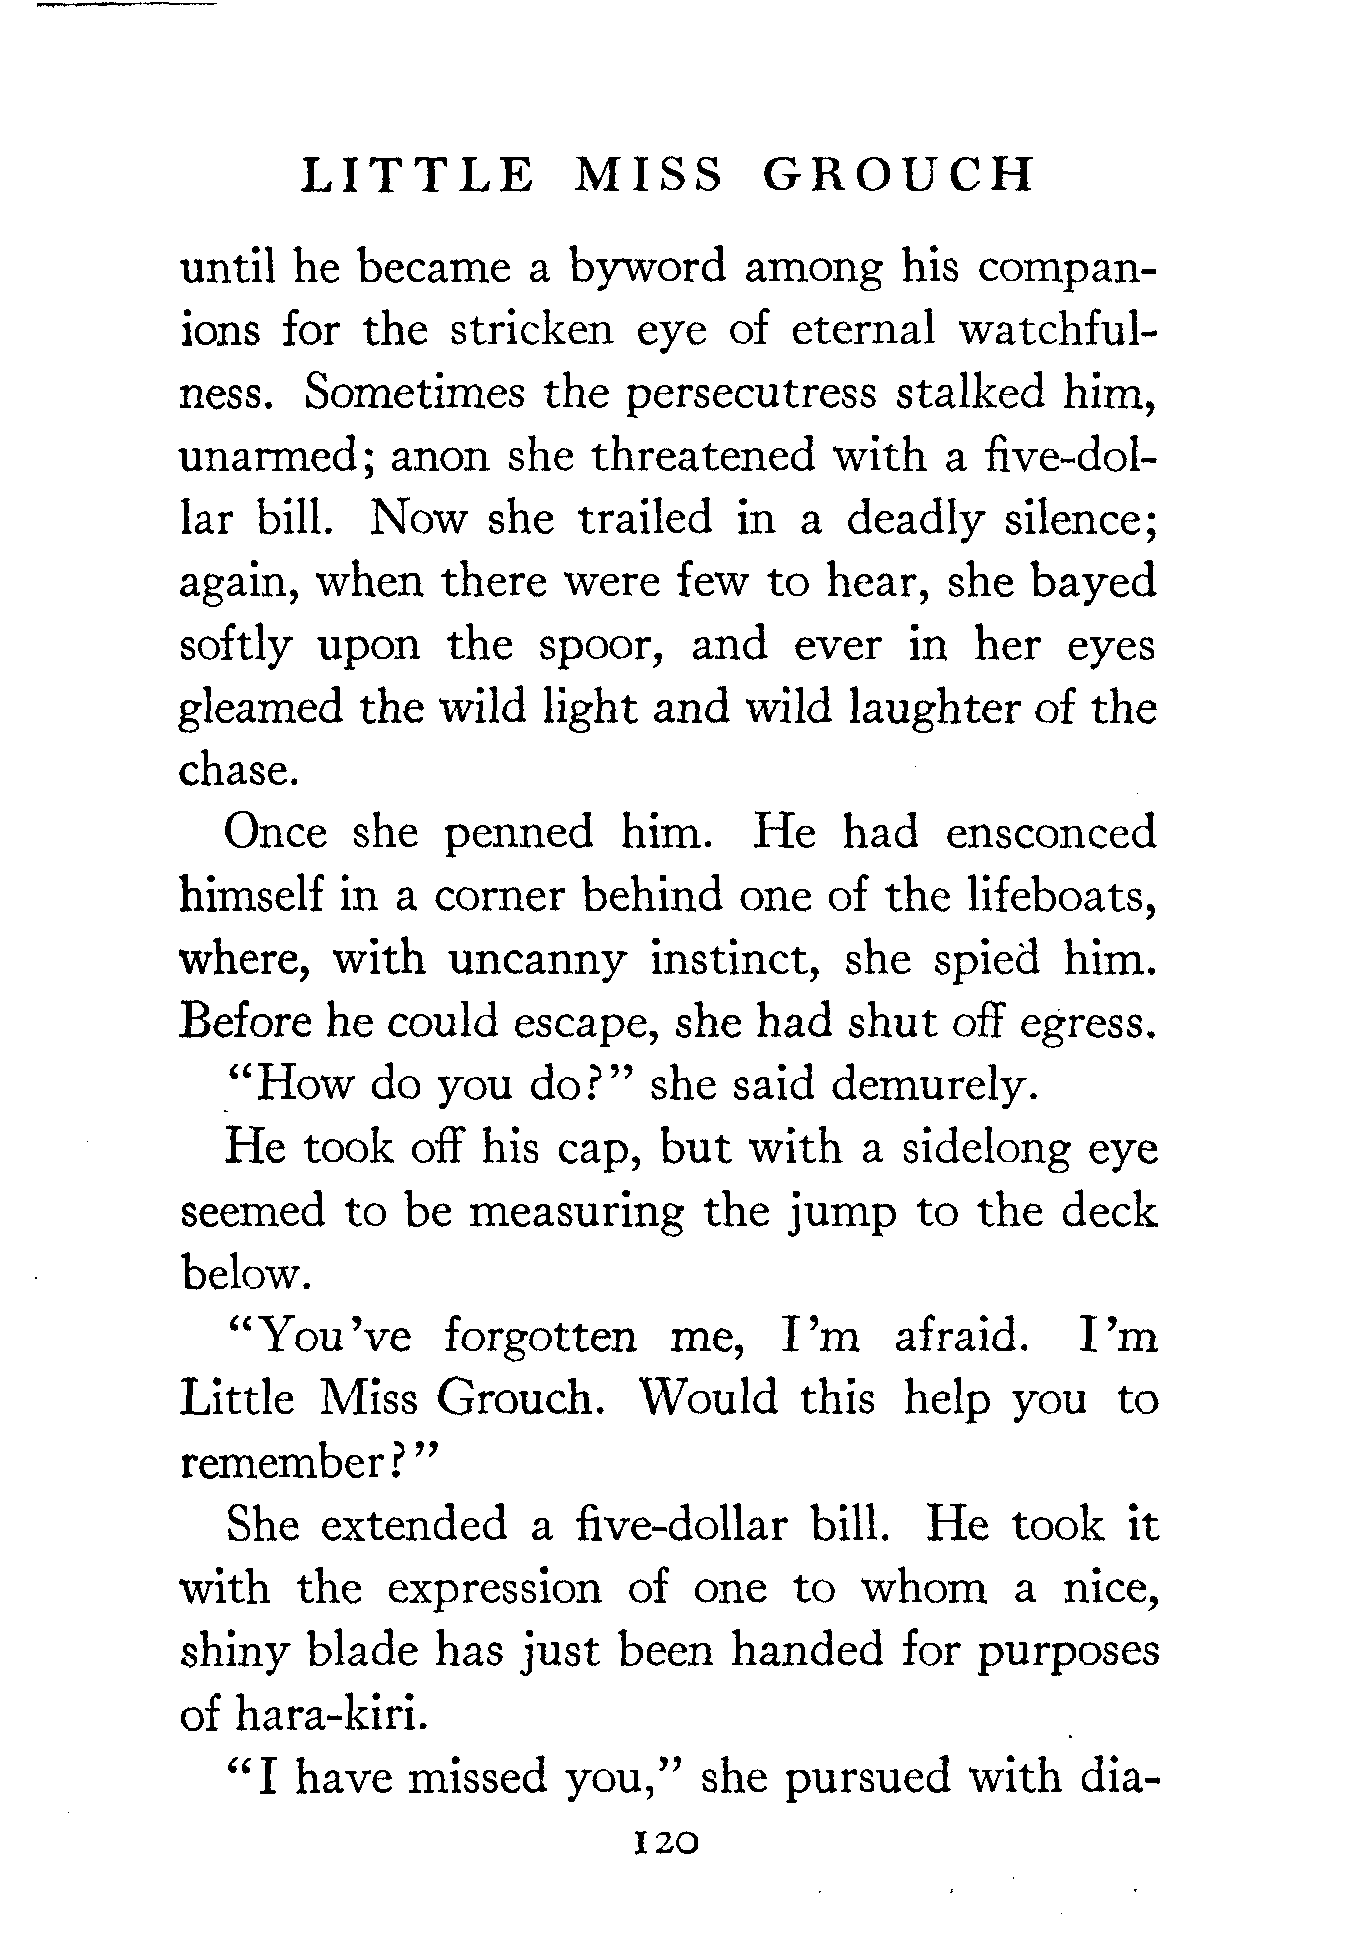 LITTLE MISS GROUCH
until he became a byword among his compan-
ions for the stricken eye of eternal watchful-
ness. Sometimes the persecutress stalked him,
unarmed; anon she threatened with a five-dol-
lar bill. Now she trailed in a deadly silence;
again, when there were few to hear, she bayed
softly upon the spoor, and ever in her eyes
gleamed the wild light and wild laughter of the
chase.
Once she penned him. He had ensconced
himself in a corner behind one of the lifeboats,
where, with uncanny instinct, she spied him.
Before he could escape, she had shut off egress.
“How do you do?” she said demurely.
He took off his cap, but with a sidelong eye
seemed to be measuring the jump to the deck
below.
“You've forgotten me, I'm afraid. I'm
Little Miss Grouch. Would this help you to
remember?”
She extended a five-dollar bill. He took it
with the expression of one to whom a nice,
shiny blade has just been handed for purposes
of hara-kiri.
“I have missed you,” she pursued with dia-
120